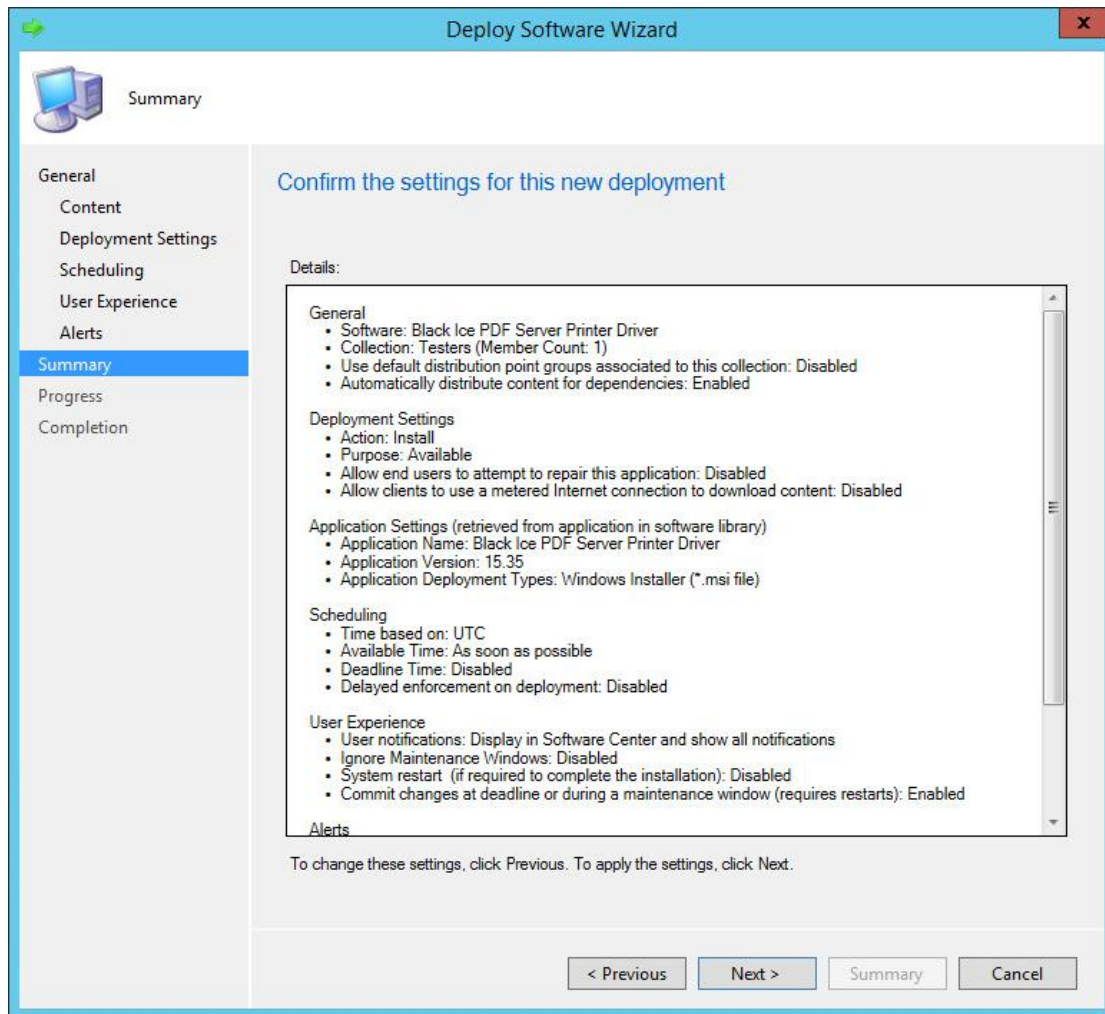 Deploy Software Wizard
x
Summary
General
Content
Deployment Settings
Scheduling
User Experience
Alerts
Summary
Progress
Completion
Confirm the settings for this new deployment
Details:
General
• Software: Black Ice PDF Server Printer Driver
• Collection: Testers (Member Count: 1)
• Use default distribution point groups associated to this collection: Disabled
• Automatically distribute content for dependencies: Enabled
Deployment Settings
• Action: Install
• Purpose: Available
• Allow end users to attempt to repair this application: Disabled
• Allow clients to use a metered Internet connection to download content: Disabled
Application Settings (retrieved from application in software library)
• Application Name: Black Ice PDF Server Printer Driver
• Application Version: 15.35
• Application Deployment Types: Windows Installer (*.msi file)
Scheduling
• Time based on: UTC
• Available Time: As soon as possible
• Deadline Time: Disabled
• Delayed enforcement on deployment: Disabled
User Experience
• User notifications: Display in Software Center and show all notifications
• Ignore Maintenance Windows: Disabled
• System restart  (if required to complete the installation): Disabled
• Commit changes at deadline or during a maintenance window (requires restarts): Enabled
Alerts
To change these settings, click Previous. To apply the settings, click Next.
< Previous
Next >
Summary
Cancel